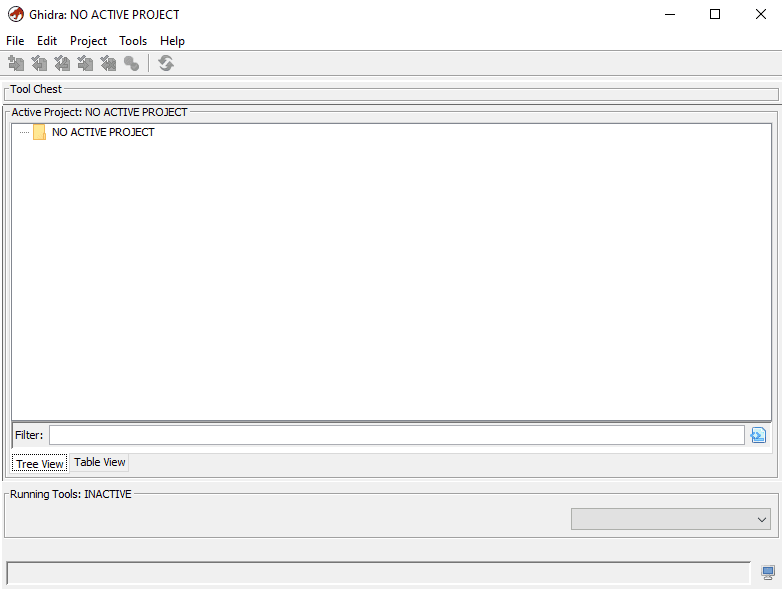 Ghidra: NO ACTIVE PROJECT
File Edit Project Tools Help
Tool Chest
Active Project: NO ACTIVE PROJECT
NO ACTIVE PROJECT
Filter:
Tree View Table View
Running Tools: INACTIVE